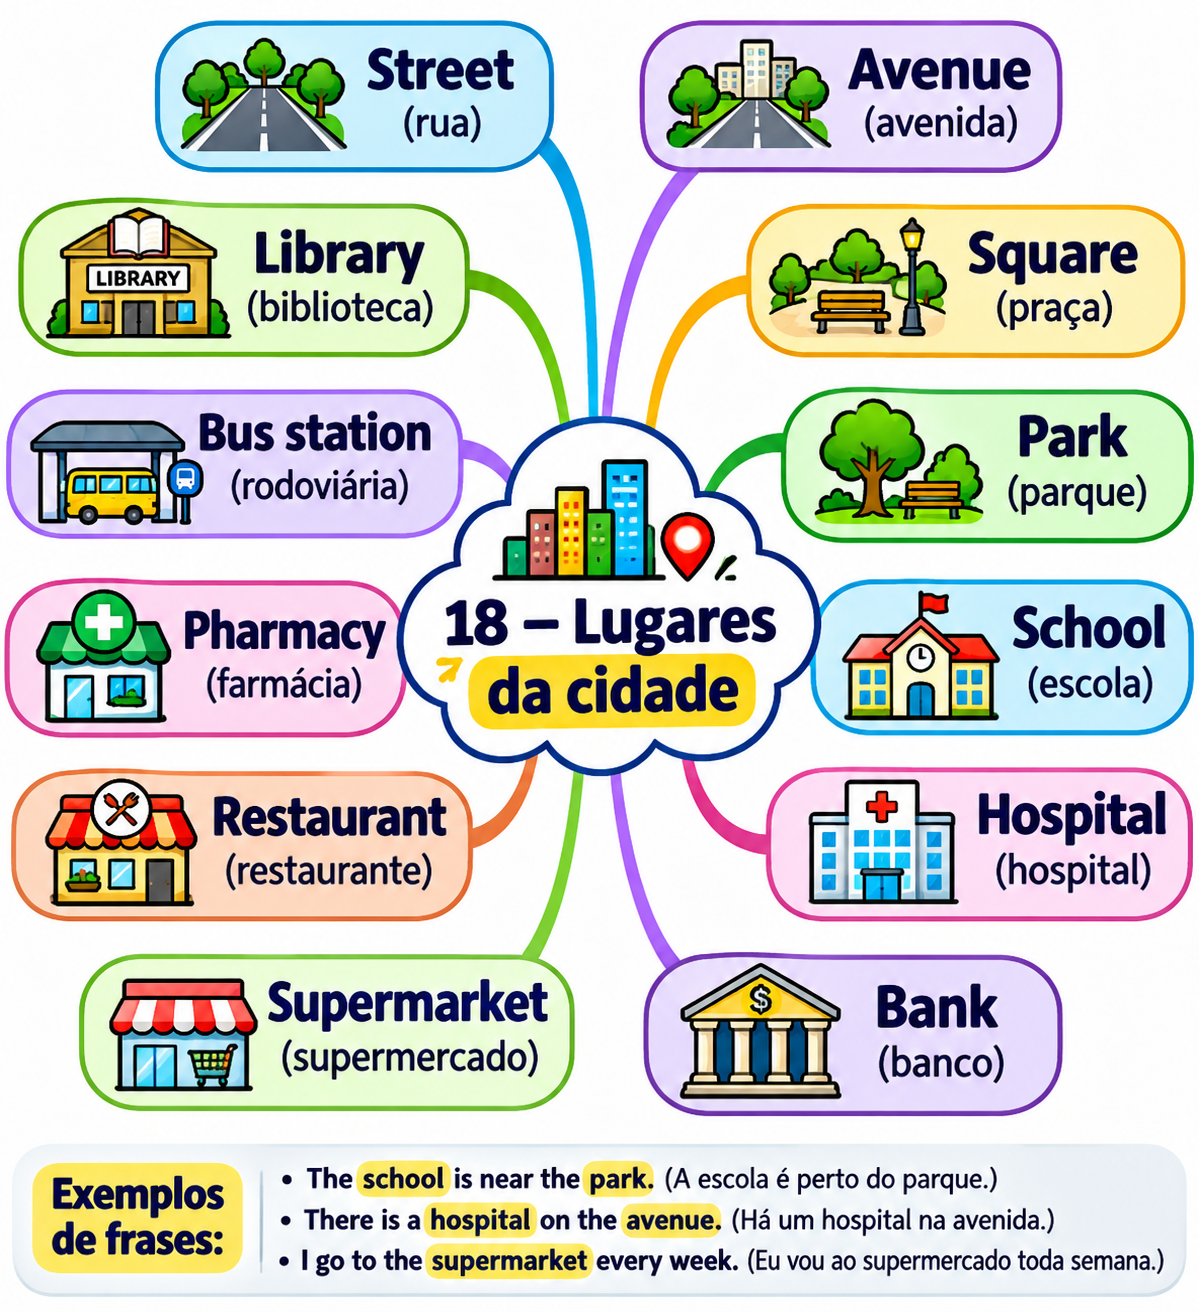 Street
(rua)
Avenue
(avenida)
LIBRARY
Library
(biblioteca)
Square
(praça)
Bus station
(rodoviária)
Park
(parque)
18 – Lugares
da cidade
Pharmacy
(farmácia)
School
(escola)
Restaurant
(restaurante)
Hospital
(hospital)
Supermarket
(supermercado)
$
Bank
(banco)
Exemplos
de frases:
• The school is near the park. (A escola é perto do parque.)
• There is a hospital on the avenue. (Há um hospital na avenida.)
• I go to the supermarket every week. (Eu vou ao supermercado toda semana.)